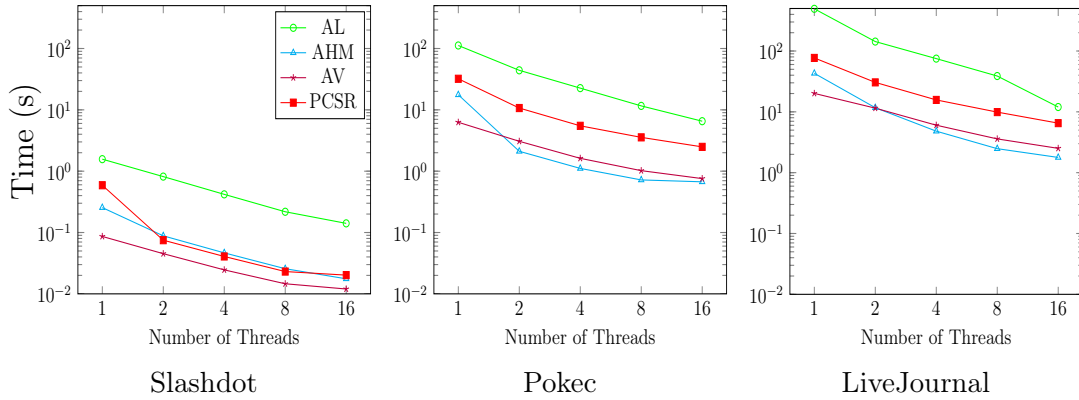 AL
AHM
AV
PCSR
Time (s)
10^2
10^1
10^0
10^−1
10^−2
1 2 4 8 16
Number of Threads
Slashdot
10^2
10^1
10^0
10^−1
10^−2
1 2 4 8 16
Number of Threads
Pokec
10^2
10^1
10^0
10^−1
10^−2
1 2 4 8 16
Number of Threads
LiveJournal